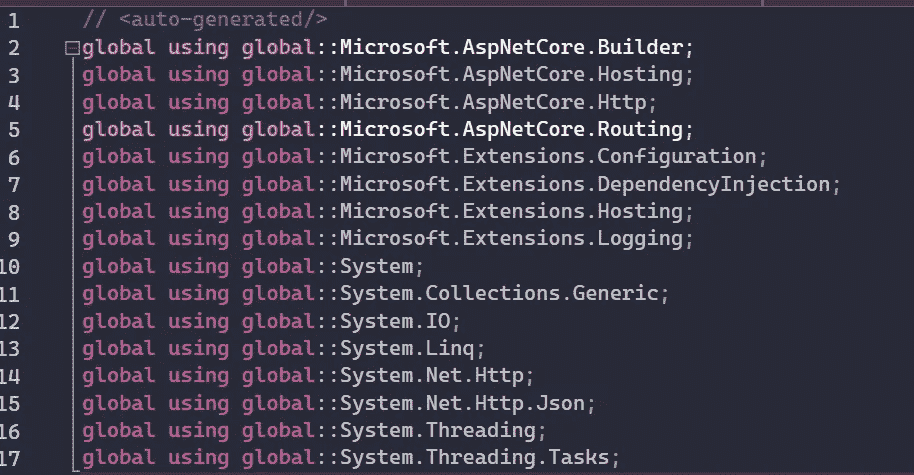 1 // <auto-generated/>
2 global using global::Microsoft.AspNetCore.Builder;
3 global using global::Microsoft.AspNetCore.Hosting;
4 global using global::Microsoft.AspNetCore.Http;
5 global using global::Microsoft.AspNetCore.Routing;
6 global using global::Microsoft.Extensions.Configuration;
7 global using global::Microsoft.Extensions.DependencyInjection;
8 global using global::Microsoft.Extensions.Hosting;
9 global using global::Microsoft.Extensions.Logging;
10 global using global::System;
11 global using global::System.Collections.Generic;
12 global using global::System.IO;
13 global using global::System.Linq;
14 global using global::System.Net.Http;
15 global using global::System.Net.Http.Json;
16 global using global::System.Threading;
17 global using global::System.Threading.Tasks;